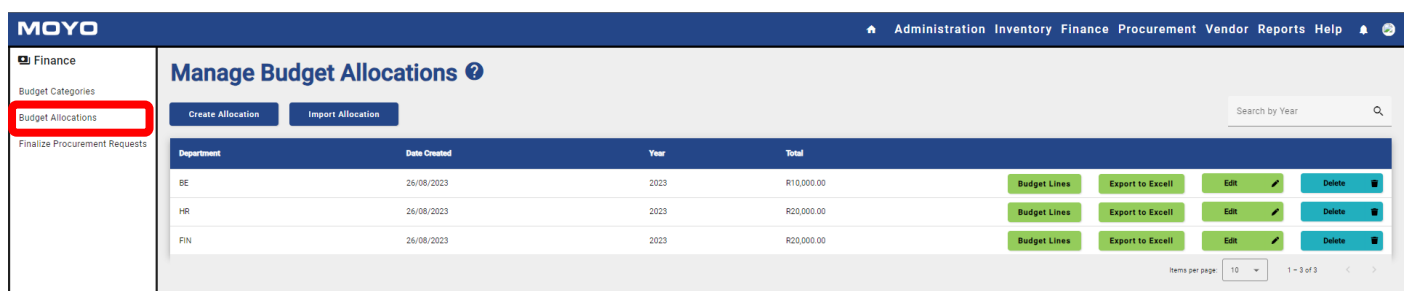 MOYO
Administration Inventory Finance Procurement Vendor Reports Help
Finance
Budget Categories
Budget Allocations
Finalize Procurement Requests
Manage Budget Allocations ?
Create Allocation Import Allocation
Search by Year
Department Date Created Year Total
BE 26/08/2023 2023 R10,000.00 Budget Lines Export to Excell Edit Delete
HR 26/08/2023 2023 R20,000.00 Budget Lines Export to Excell Edit Delete
FIN 26/08/2023 2023 R20,000.00 Budget Lines Export to Excell Edit Delete
Items per page: 10 1 – 3 of 3